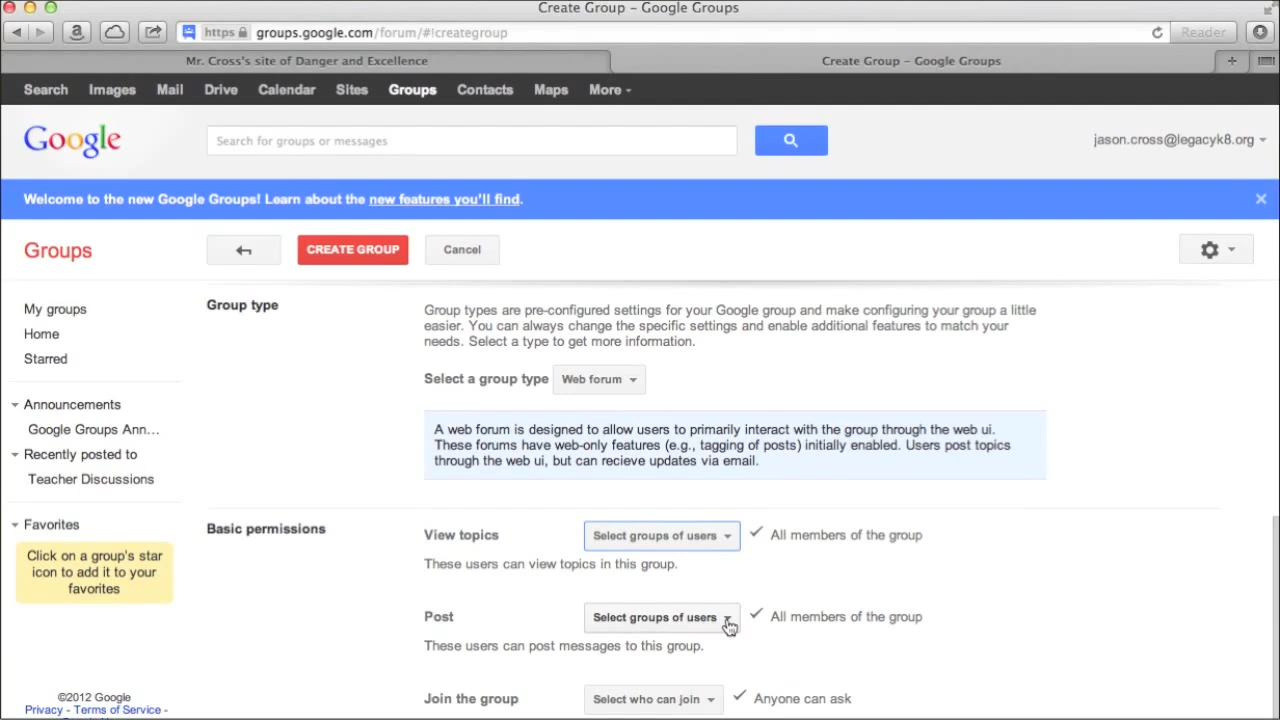 Create Group - Google Groups
https groups.google.com/forum/#!creategroup
Reader
Mr. Cross's site of Danger and Excellence
Create Group - Google Groups
Search Images Mail Drive Calendar Sites Groups Contacts Maps More
Google
Search for groups or messages
jason.cross@legacyk8.org
Welcome to the new Google Groups! Learn about the new features you'll find.
Groups
CREATE GROUP
Cancel
My groups
Home
Starred
Announcements
Google Groups Ann...
Recently posted to
Teacher Discussions
Favorites
Click on a group's star
icon to add it to your
favorites
©2012 Google
Privacy - Terms of Service -
Group type
Group types are pre-configured settings for your Google group and make configuring your group a little
easier. You can always change the specific settings and enable additional features to match your
needs. Select a type to get more information.
Select a group type Web forum
A web forum is designed to allow users to primarily interact with the group through the web ui.
These forums have web-only features (e.g., tagging of posts) initially enabled. Users post topics
through the web ui, but can recieve updates via email.
Basic permissions
View topics Select groups of users All members of the group
These users can view topics in this group.
Post Select groups of users All members of the group
These users can post messages to this group.
Join the group Select who can join Anyone can ask